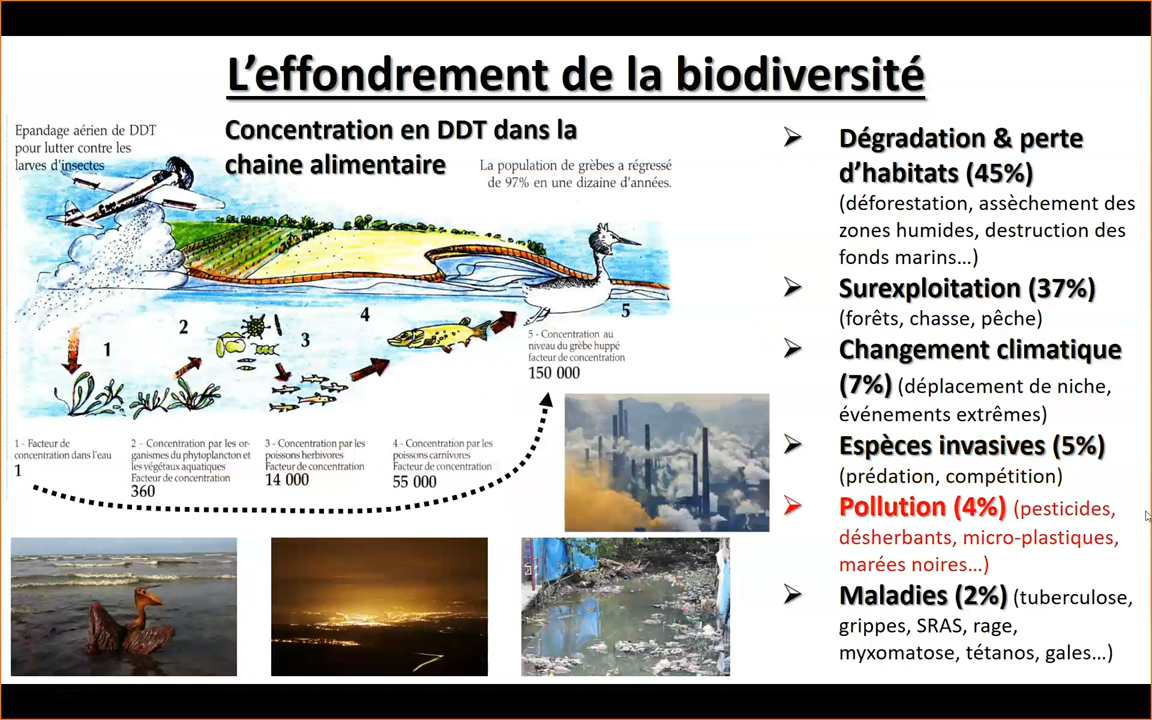 L’effondrement de la biodiversité
Epandage aérien de DDT
pour lutter contre les
larves d'insectes
Concentration en DDT dans la
chaine alimentaire
La population de grèbes a régressé
de 97% en une dizaine d'années.
1
2
3
4
5
5 - Concentration au
niveau du grèbe huppé
facteur de concentration
150 000
1 - Facteur de
concentration dans l'eau
1
2 - Concentration par les or-
ganismes du phytoplancton et
les végétaux aquatiques
Facteur de concentration
360
3 - Concentration par les
poissons herbivores
Facteur de concentration
14 000
4 - Concentration par les
poissons carnivores
Facteur de concentration
55 000
➢ Dégradation & perte
d’habitats (45%)
(déforestation, assèchement des
zones humides, destruction des
fonds marins…)
➢ Surexploitation (37%)
(forêts, chasse, pêche)
➢ Changement climatique
(7%) (déplacement de niche,
événements extrêmes)
➢ Espèces invasives (5%)
(prédation, compétition)
➢ Pollution (4%) (pesticides,
désherbants, micro-plastiques,
marées noires…)
➢ Maladies (2%) (tuberculose,
grippes, SRAS, rage,
myxomatose, tétanos, gales…)